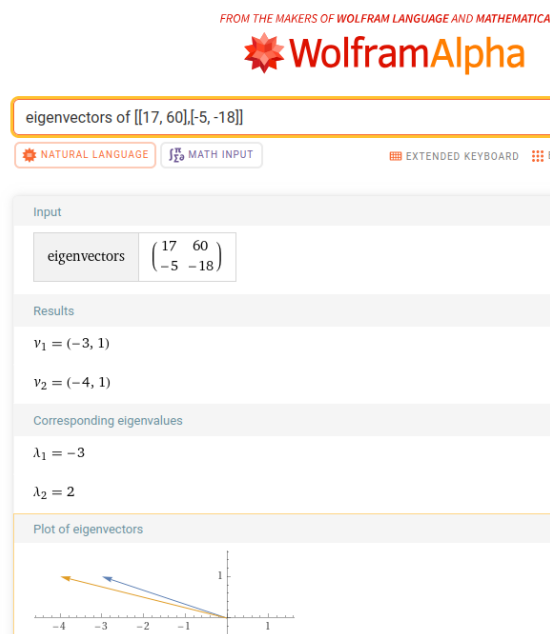 FROM THE MAKERS OF WOLFRAM LANGUAGE AND MATHEMATICA
WolframAlpha
eigenvectors of [[17, 60],[-5, -18]]
NATURAL LANGUAGE
MATH INPUT
EXTENDED KEYBOARD
Input
eigenvectors
17 60
-5 -18
Results
v₁ = (-3, 1)
v₂ = (-4, 1)
Corresponding eigenvalues
λ₁ = -3
λ₂ = 2
Plot of eigenvectors
1
-4 -3 -2 -1 1